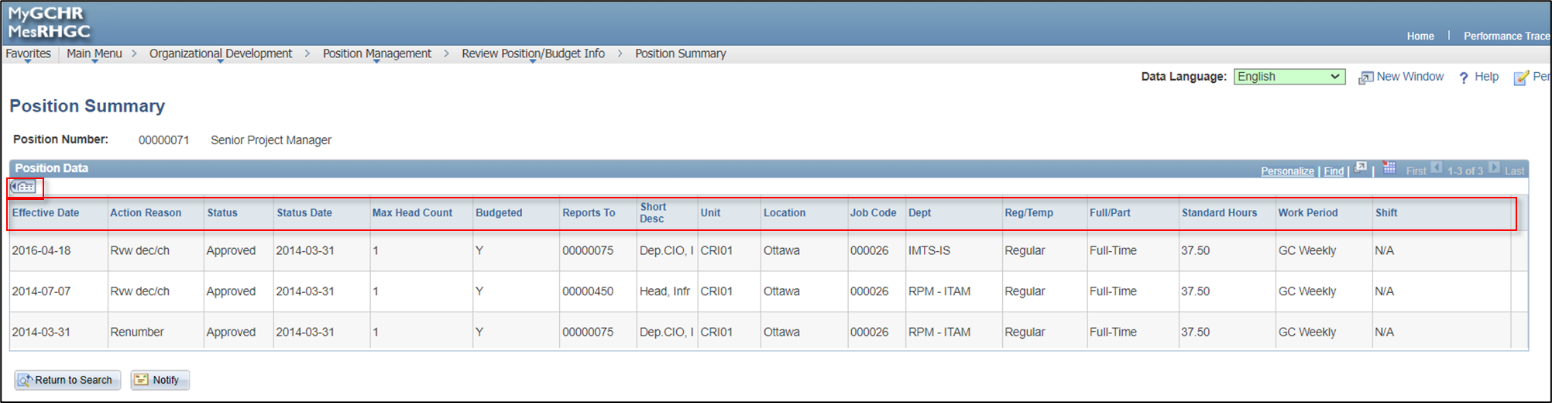 MyGCHR
MesRHGC
Home | Performance Trace
Favorites Main Menu > Organizational Development > Position Management > Review Position/Budget Info > Position Summary
Data Language: English New Window ? Help Per
Position Summary
Position Number: 00000071 Senior Project Manager
Position Data
Personalize | Find | | First 1-3 of 3 Last
Effective Date Action Reason Status Status Date Max Head Count Budgeted Reports To Short Desc Unit Location Job Code Dept Reg/Temp Full/Part Standard Hours Work Period Shift
2016-04-18 Rvw dec/ch Approved 2014-03-31 1 Y 00000075 Dep.CIO, I CRI01 Ottawa 000026 IMTS-IS Regular Full-Time 37.50 GC Weekly N/A
2014-07-07 Rvw dec/ch Approved 2014-03-31 1 Y 00000450 Head, Infr CRI01 Ottawa 000026 RPM - ITAM Regular Full-Time 37.50 GC Weekly N/A
2014-03-31 Renumber Approved 2014-03-31 1 Y 00000075 Dep.CIO, I CRI01 Ottawa 000026 RPM - ITAM Regular Full-Time 37.50 GC Weekly N/A
Return to Search Notify